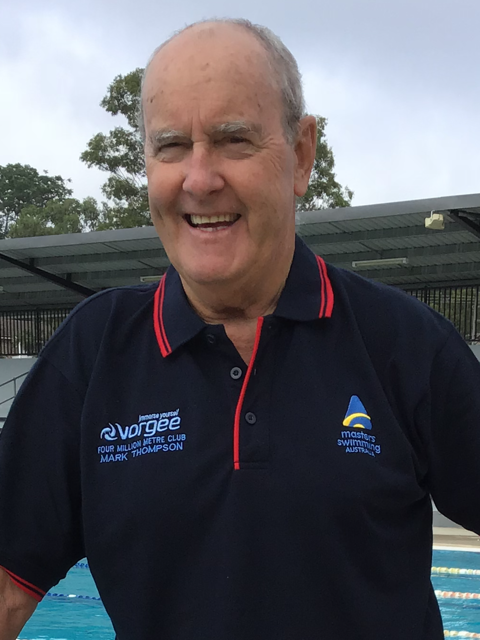 immerse yourself
vorgee
FOUR MILLION METRE CLUB
MARK THOMPSON
masters
swimming
AUSTRALIA